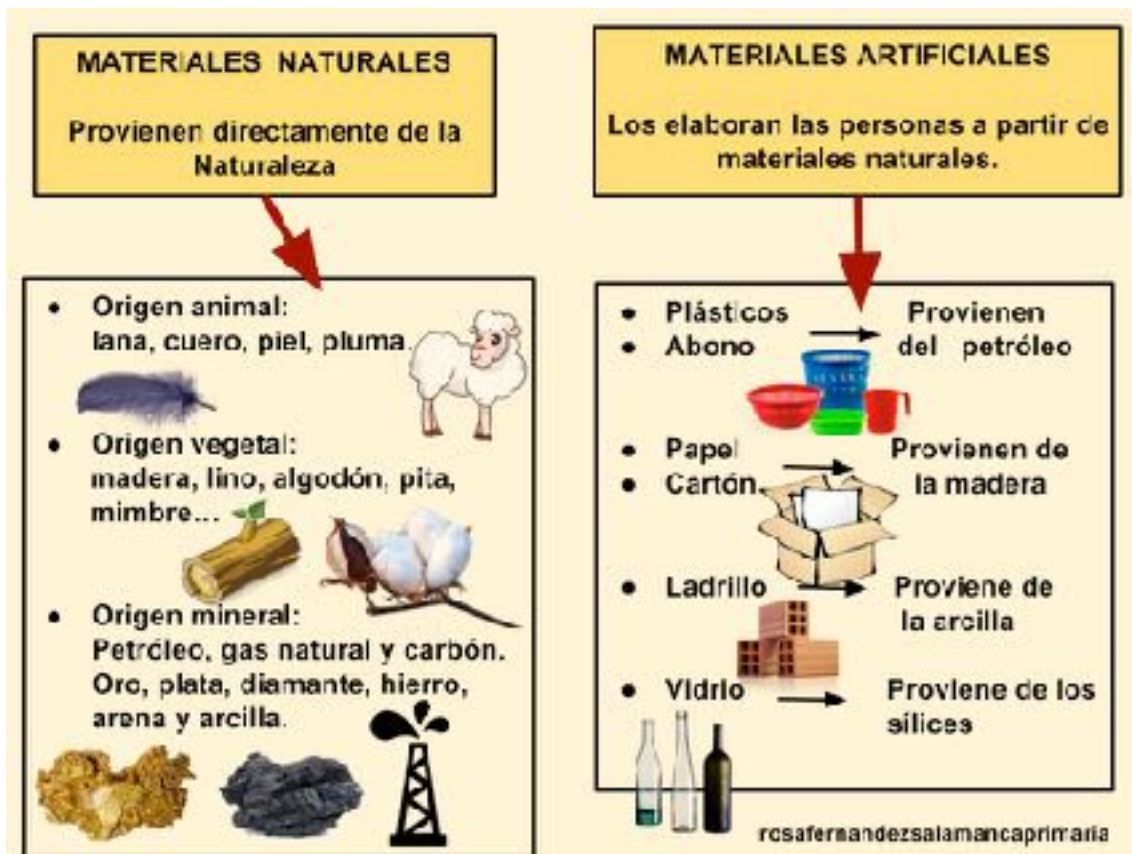 MATERIALES NATURALES
Provienen directamente de la
Naturaleza
MATERIALES ARTIFICIALES
Los elaboran las personas a partir de
materiales naturales.
• Origen animal:
lana, cuero, piel, pluma.
• Origen vegetal:
madera, lino, algodón, pita,
mimbre...
• Origen mineral:
Petróleo, gas natural y carbón.
Oro, plata, diamante, hierro,
arena y arcilla.
• Plásticos
• Abono
Provienen
del petróleo
• Papel
• Cartón
Provienen de
la madera
• Ladrillo
Proviene de
la arcilla
• Vidrio
Proviene de los
sílices
rosafernandezsalamancaprimaria